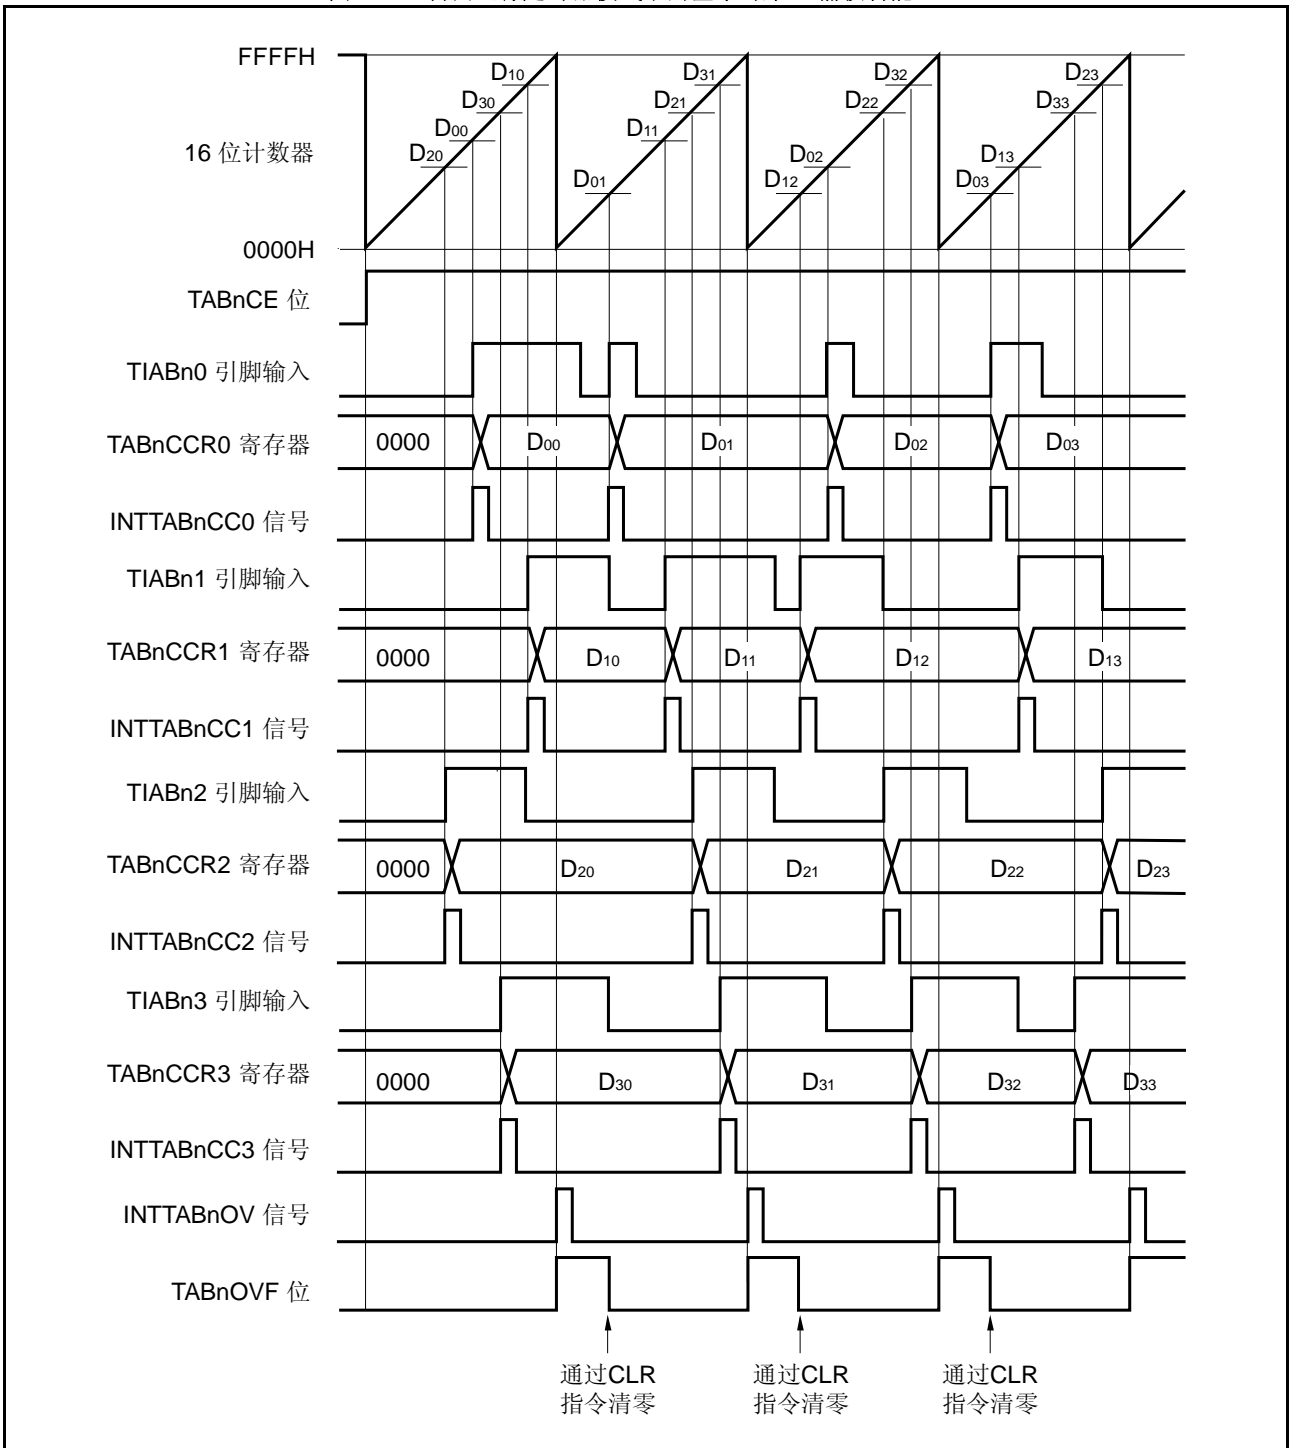 FFFFH
D10 D31 D32 D23
D30 D21 D22 D33
D00 D11
16 位计数器
D20 D02 D13
D01 D12 D03
0000H
TABnCE 位
TIABn0 引脚输入
TABnCCR0 寄存器 0000 D00 D01 D02 D03
INTTABnCC0 信号
TIABn1 引脚输入
TABnCCR1 寄存器 0000 D10 D11 D12 D13
INTTABnCC1 信号
TIABn2 引脚输入
TABnCCR2 寄存器 0000 D20 D21 D22 D23
INTTABnCC2 信号
TIABn3 引脚输入
TABnCCR3 寄存器 0000 D30 D31 D32 D33
INTTABnCC3 信号
INTTABnOV 信号
TABnOVF 位
通过CLR 通过CLR 通过CLR
指令清零 指令清零 指令清零